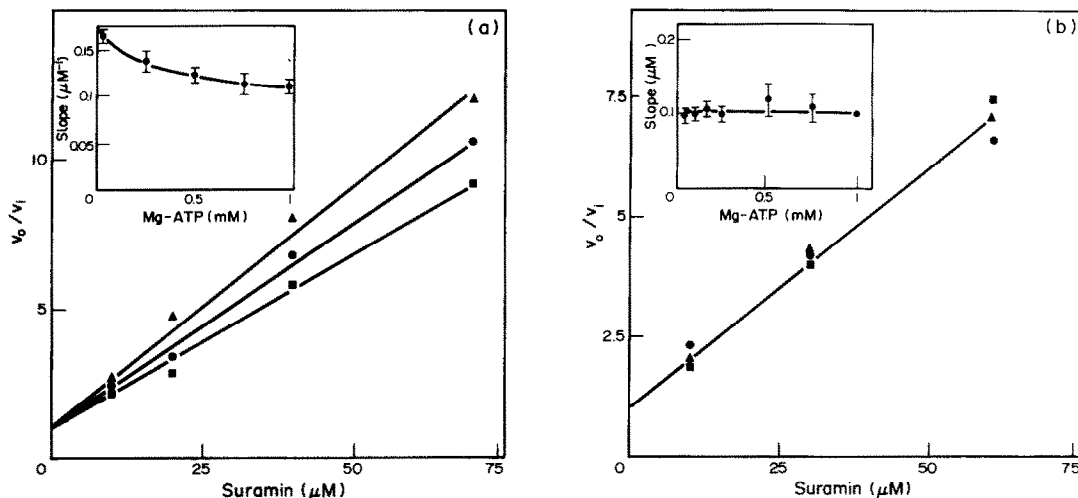 (a)
Slope (μM⁻¹)
0.15
0.1
0.05
0
0.5
1
Mg-ATP (mM)
v₀/vᵢ
10
5
0
25
50
75
Suramin (μM)
(b)
Slope (μM )
0.2
0.1
0
0.5
1
Mg-ATP (mM)
v₀/vᵢ
7.5
5
2.5
0
25
50
75
Suramin (μM)